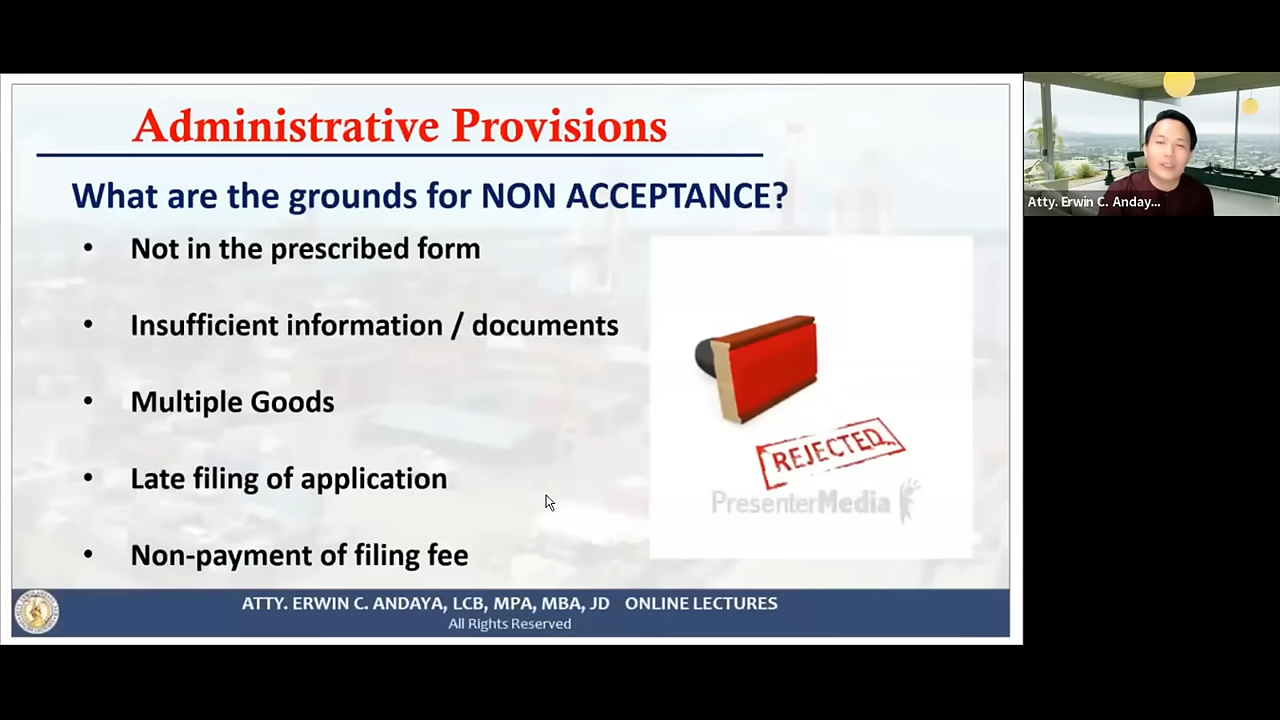 Administrative Provisions
What are the grounds for NON ACCEPTANCE?
• Not in the prescribed form
• Insufficient information / documents
• Multiple Goods
• Late filing of application
• Non-payment of filing fee
REJECTED
PresenterMedia
ATTY. ERWIN C. ANDAYA, LCB, MPA, MBA, JD ONLINE LECTURES
All Rights Reserved
Atty. Erwin C. Anday...